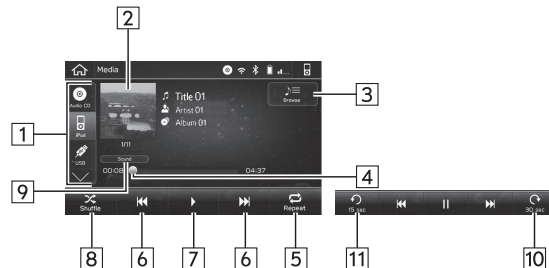 2
Media
Audio CD
iPod
USB
Title 01
Artist 01
Album 01
Browse
3
1
1/11
Sound
00:08
04:37
9
4
Shuffle
Repeat
15 sec
30 sec
8
6
7
6
5
11
10